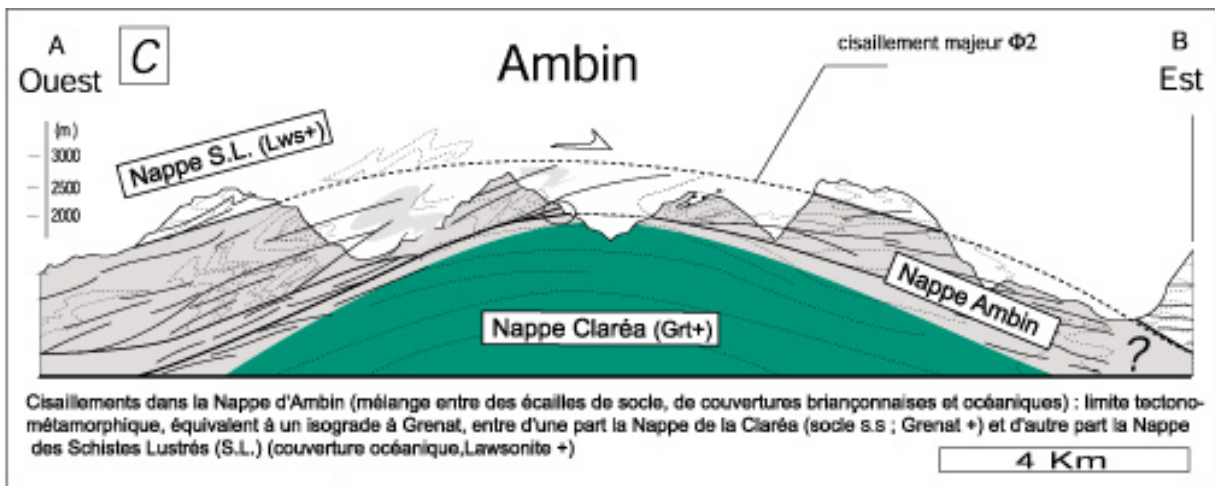 A
Ouest
C
Ambin
cisaillement majeur Φ2
B
Est
(m)
3000
2500
2000
Nappe S.L. (Lws+)
Nappe Claréa (Grt+)
Nappe Ambin
?
Cisaillements dans la Nappe d'Ambin (mélange entre des écailles de socle, de couvertures briançonnaises et océaniques) : limite tectono-
métamorphique, équivalent à un isograde à Grenat, entre d'une part la Nappe de la Claréa (socle s.s ; Grenat +) et d'autre part la Nappe
des Schistes Lustrés (S.L.) (couverture océanique,Lawsonite +)
4 Km